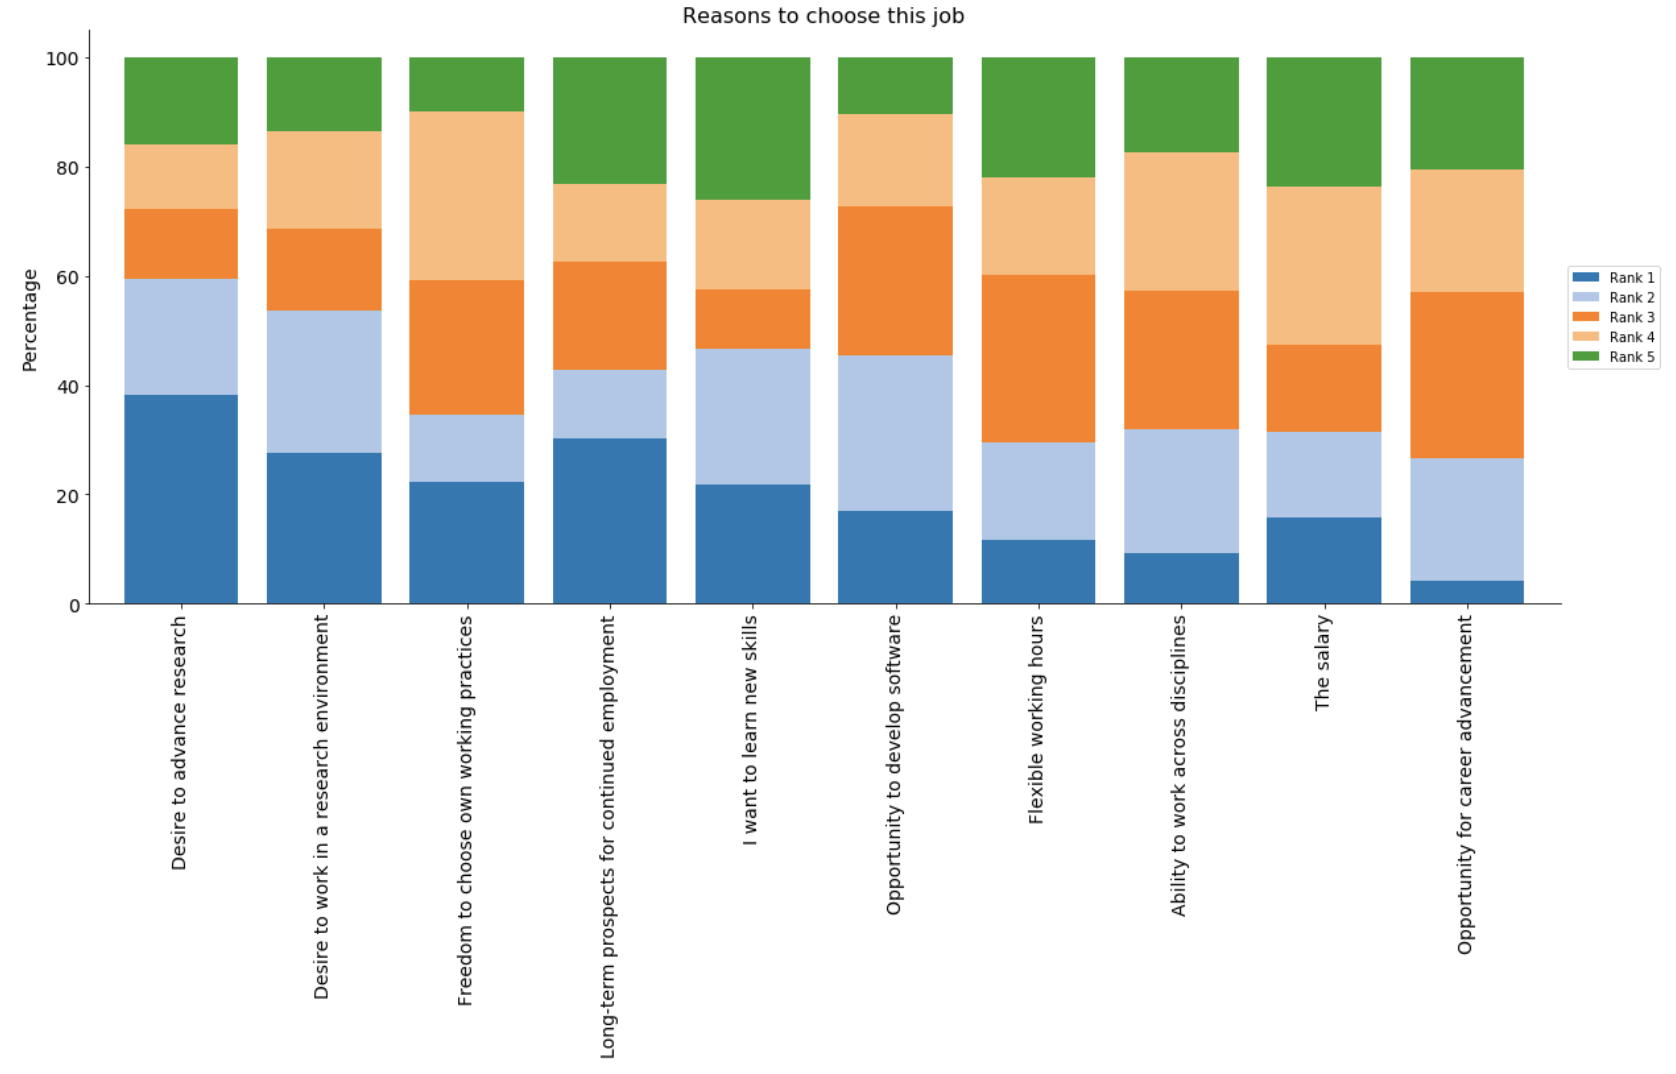 Reasons to choose this job
Percentage
100
80
60
40
20
0
Desire to advance research
Desire to work in a research environment
Freedom to choose own working practices
Long-term prospects for continued employment
I want to learn new skills
Opportunity to develop software
Flexible working hours
Ability to work across disciplines
The salary
Opportunity for career advancement
Rank 1
Rank 2
Rank 3
Rank 4
Rank 5